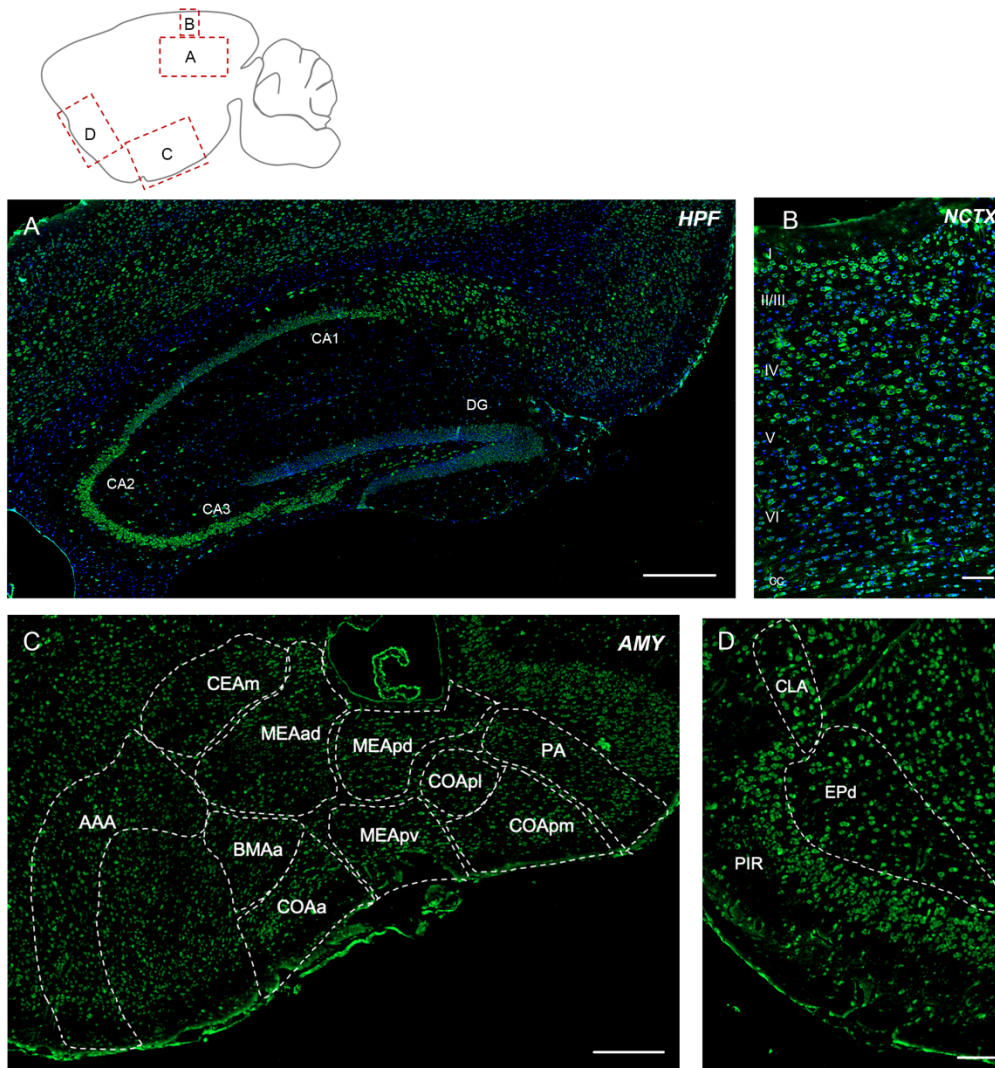 B
A
D
C
A
HPF
CA1
DG
CA2
CA3
B
NCTX
I
II/III
IV
V
VI
cc
C
AMY
CEAm
MEAad
MEApd
PA
COApl
AAA
COApm
BMAa
MEApv
COAa
D
CLA
EPd
PIR